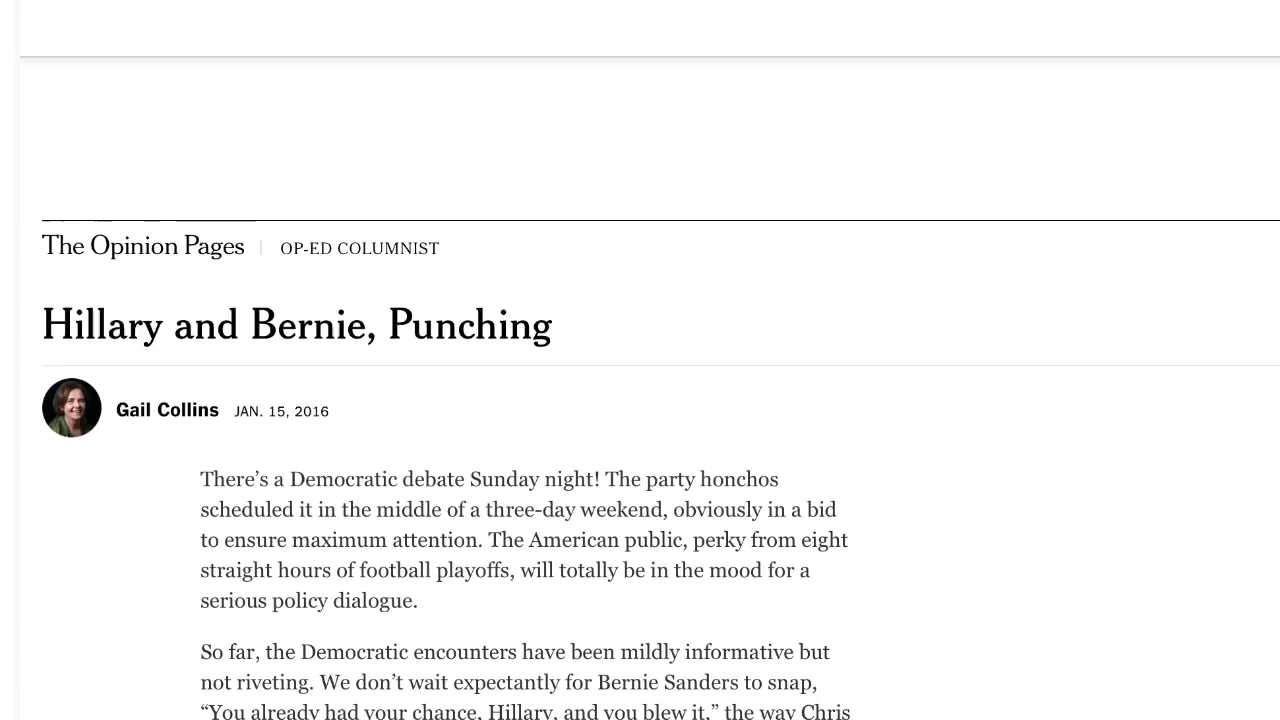 The Opinion Pages | OP-ED COLUMNIST
Hillary and Bernie, Punching
Gail Collins JAN. 15, 2016
There’s a Democratic debate Sunday night! The party honchos
scheduled it in the middle of a three-day weekend, obviously in a bid
to ensure maximum attention. The American public, perky from eight
straight hours of football playoffs, will totally be in the mood for a
serious policy dialogue.
So far, the Democratic encounters have been mildly informative but
not riveting. We don’t wait expectantly for Bernie Sanders to snap,
“You already had your chance, Hillary, and you blew it,” the way Chris